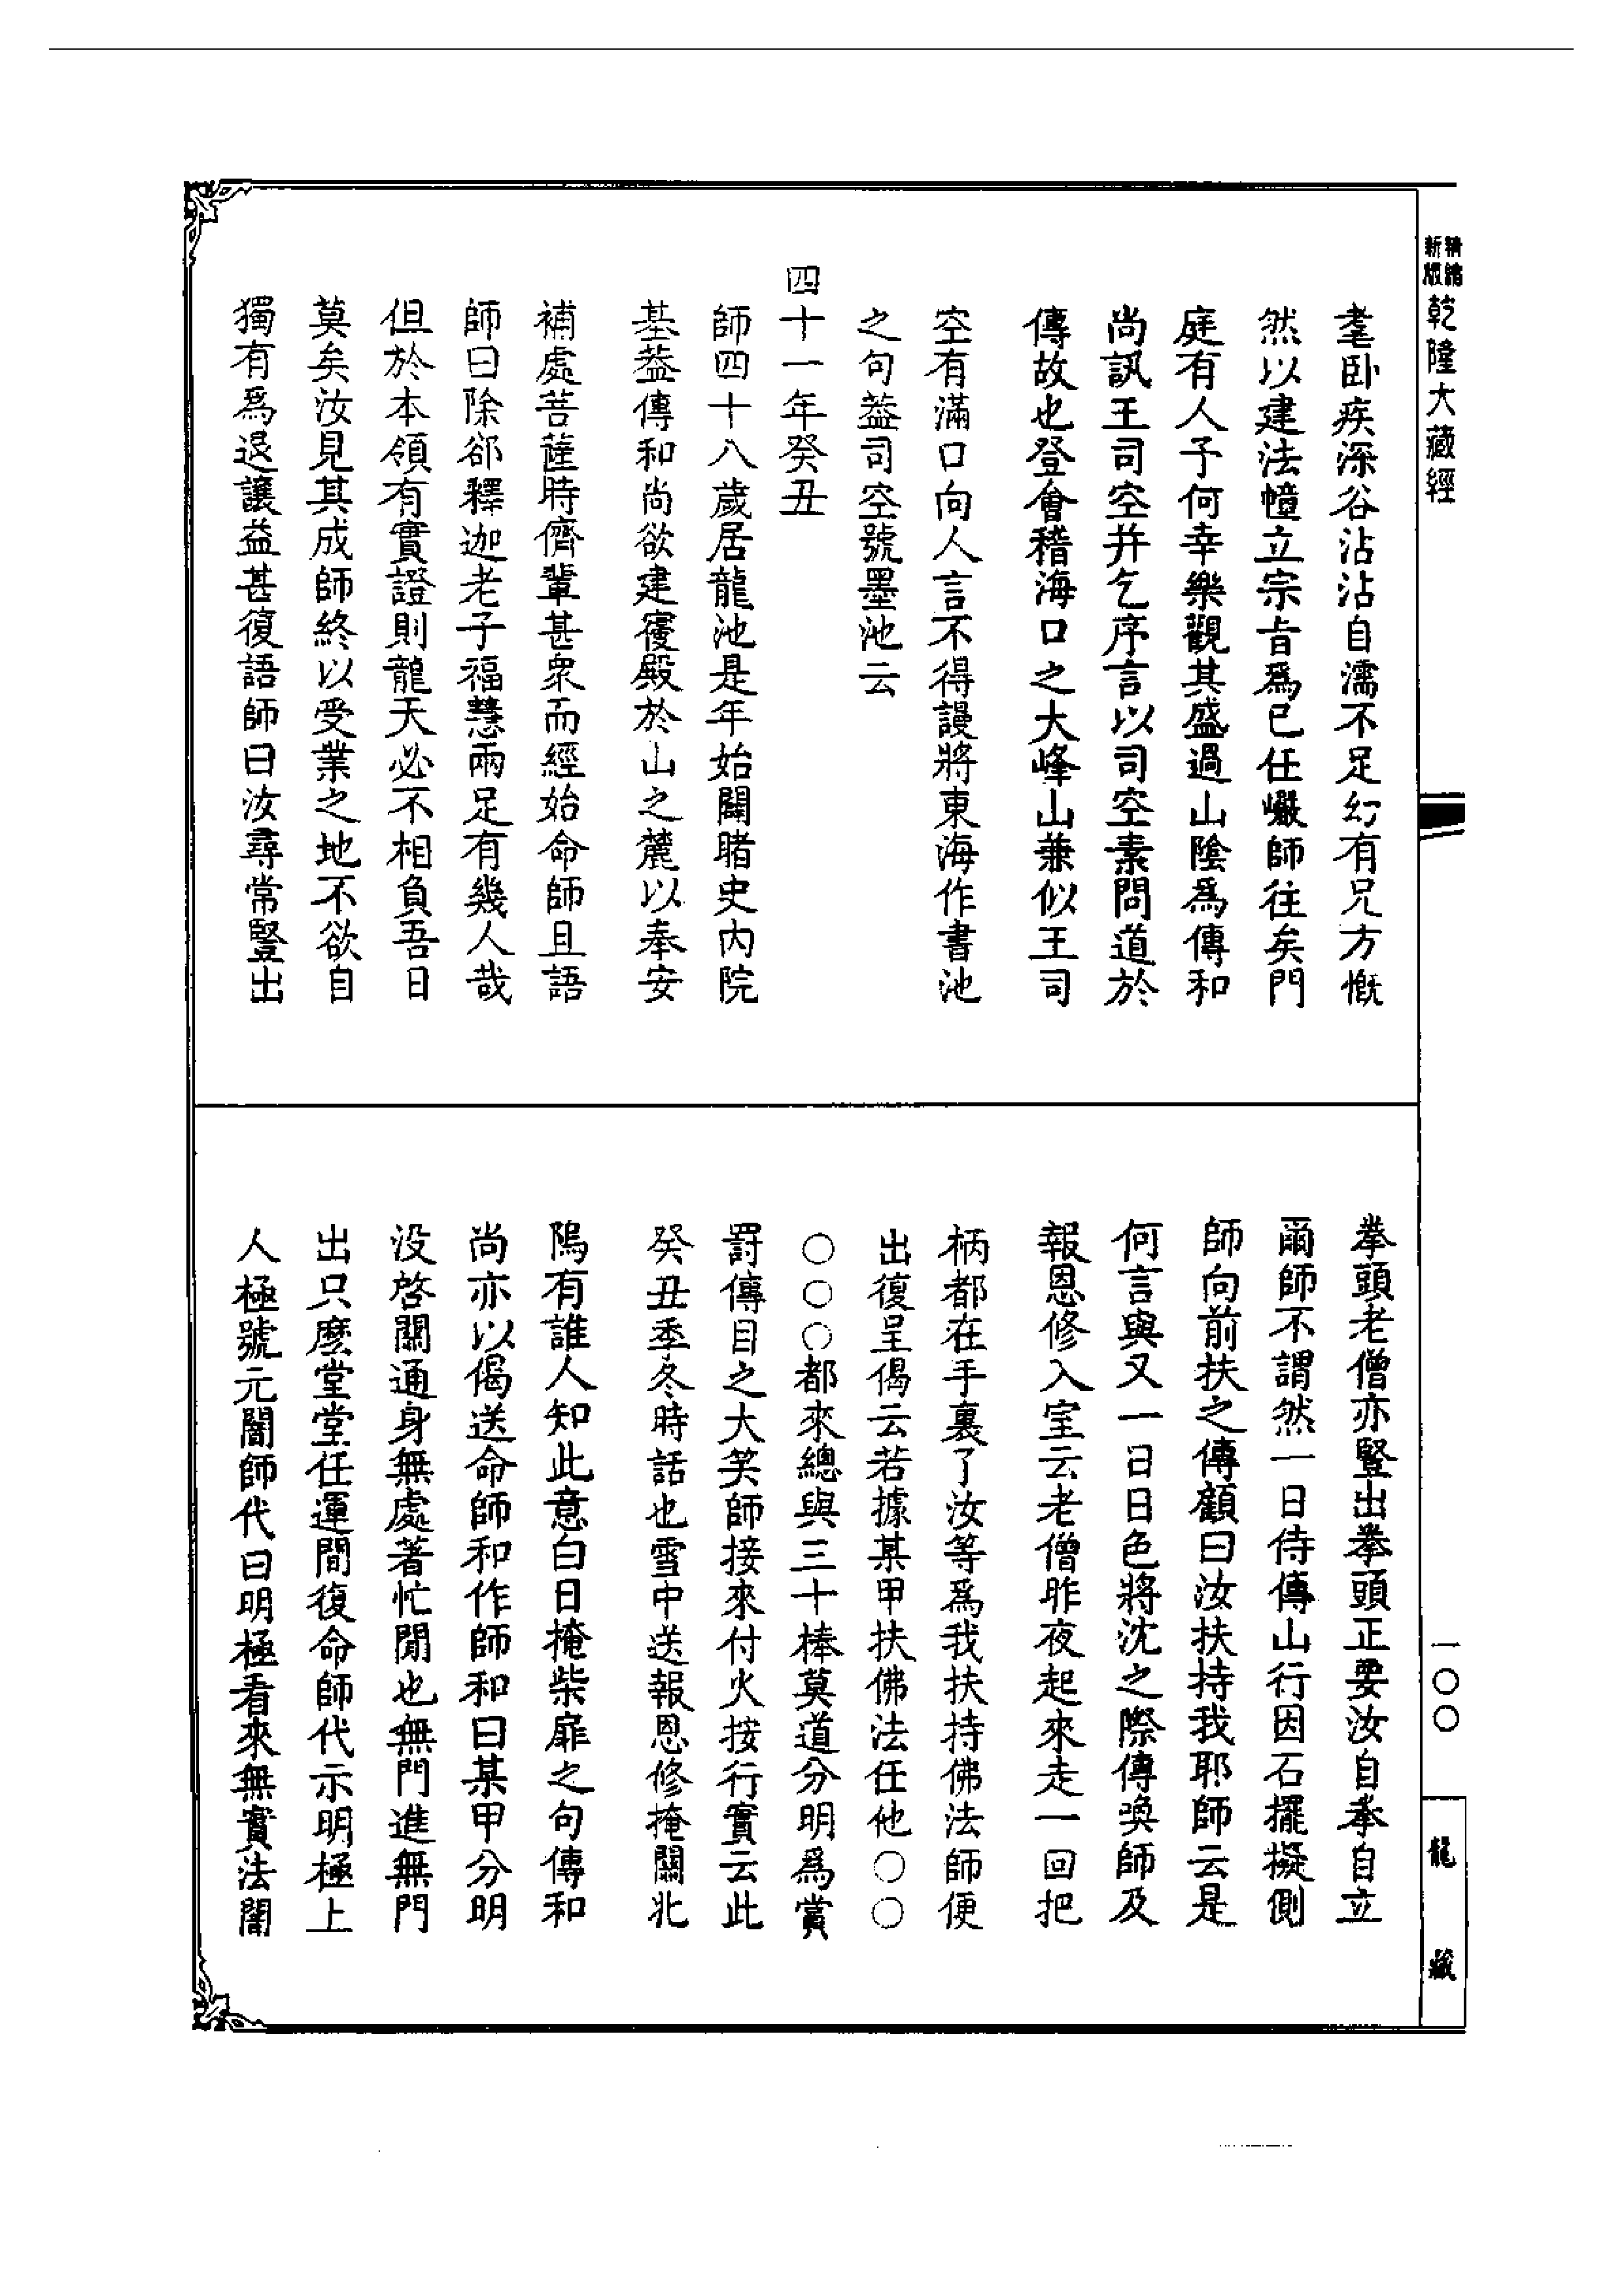 精編
新版
乾隆大藏經
耄卧疾深谷沾沾自濡不足幻有兄方慨
然以建法幢立宗旨爲已任巖師往矣門
庭有人予何幸樂觀其盛過山陰爲傳和
尚訊王司空并乞序言以司空素問道於
傳故也登會稽海口之大峰山兼似王司
空有滿口向人言不得謾將東海作書池
之句葢司空號墨池云
四十一年癸丑
師四十八歲居龍池是年始闢睹史内院
基葢傳和尚欲建寢殿於山之麓以奉安
補處菩薩時儕輩甚衆而經始命師且語
師曰除郤釋迦老子福慧兩足有幾人哉
但於本領有實證則龍天必不相負吾日
莫矣汝見其成師終以受業之地不欲自
獨有爲退讓益甚復語師曰汝尋常豎出
拳頭老僧亦豎出拳頭正要汝自拳自立
爾師不謂然一日侍傳山行因石擺擬側
師向前扶之傳顧曰汝扶持我耶師云是
何言與又一日日色將沈之際傳喚師及
報恩修入室云老僧昨夜起來走一回把
柄都在手裏了汝等爲我扶持佛法師便
出復呈偈云若據某甲扶佛法任他○○
○○○都來總與三十棒莫道分明爲賞
罰傳目之大笑師接來付火接行實云此
癸丑季冬時話也雪中送報恩修掩關北
隖有誰人知此意白日掩柴扉之句傳和
尚亦以偈送命師和作師和曰某甲分明
没啓關通身無處著忙閒也無門進無門
出只麽堂堂任運間復命師代示明極上
人極號元闇師代曰明極看來無實法闇
一○○
龍藏